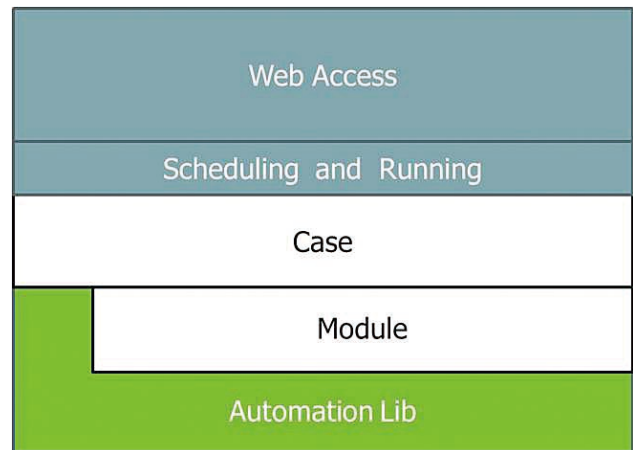 Web Access
Scheduling and Running
Case
Module
Automation Lib